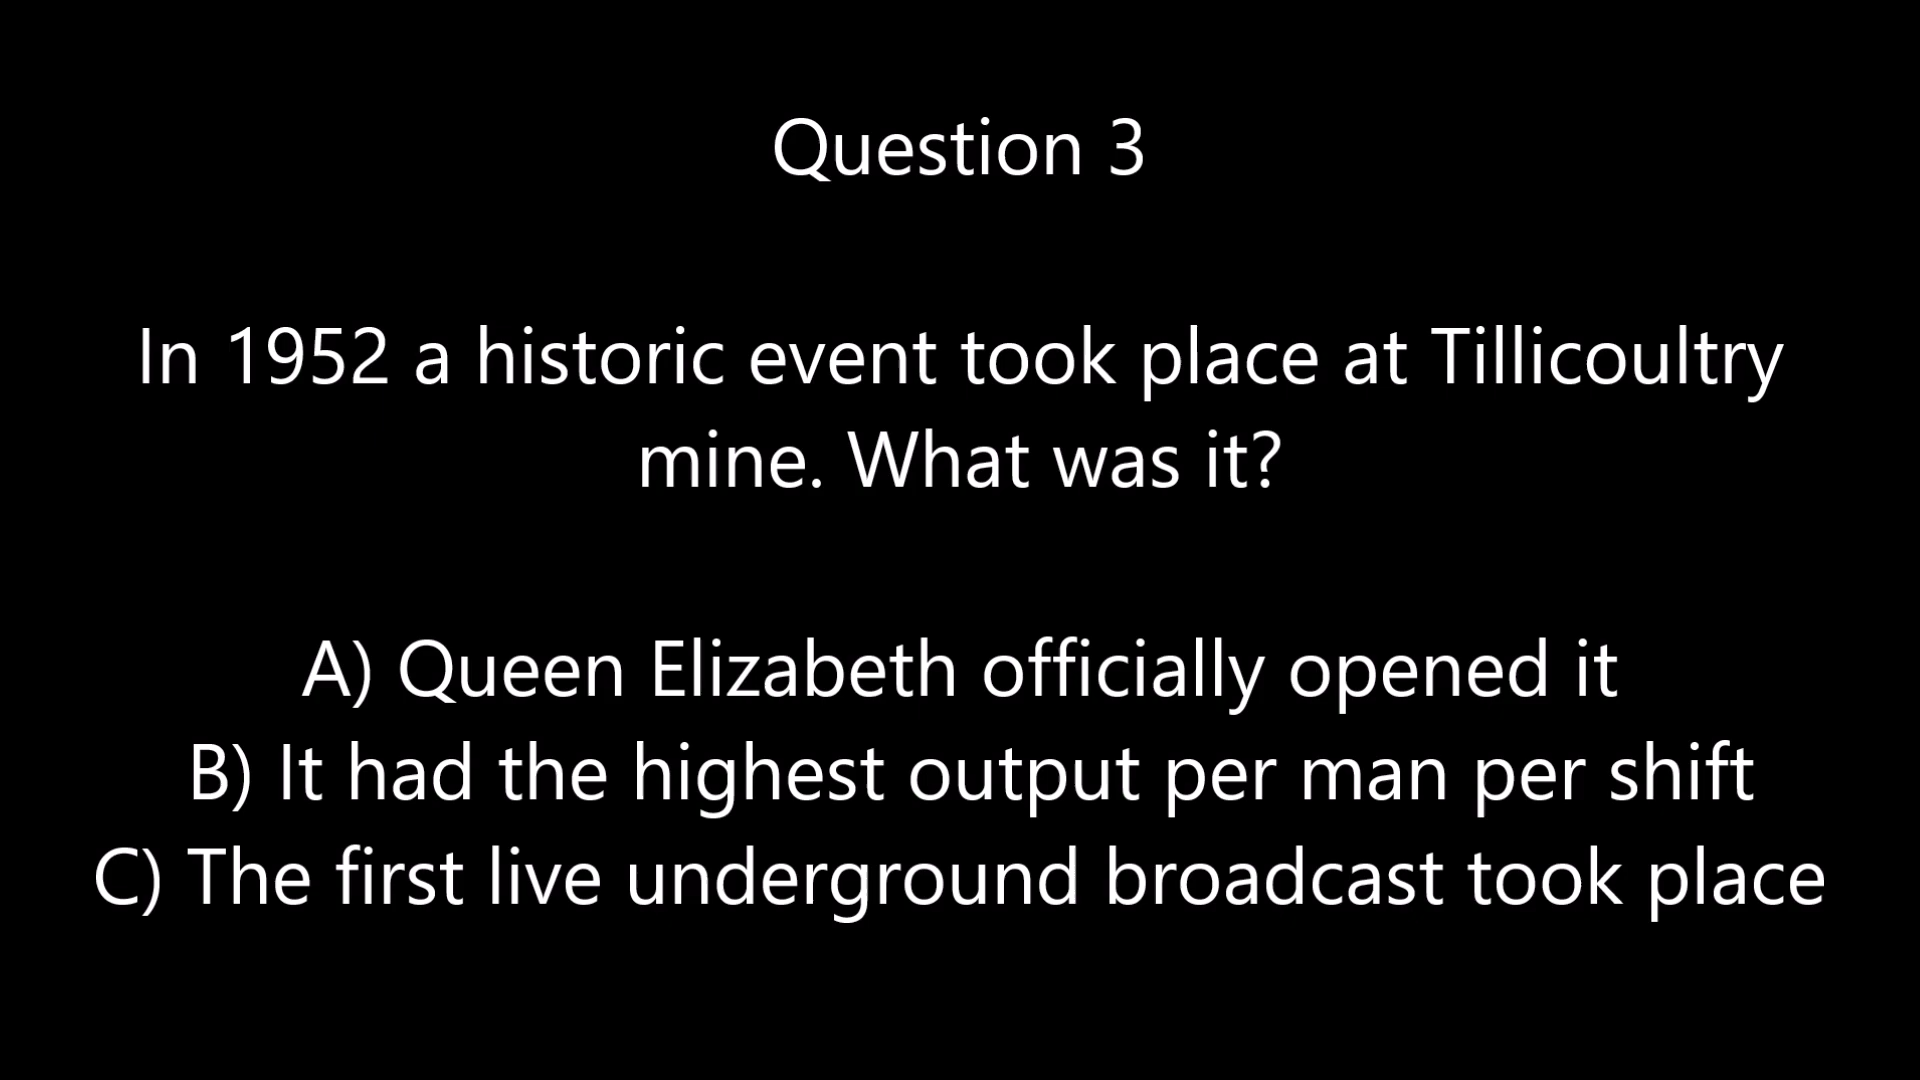 Question 3
In 1952 a historic event took place at Tillicoultry
mine. What was it?
A) Queen Elizabeth officially opened it
B) It had the highest output per man per shift
C) The first live underground broadcast took place